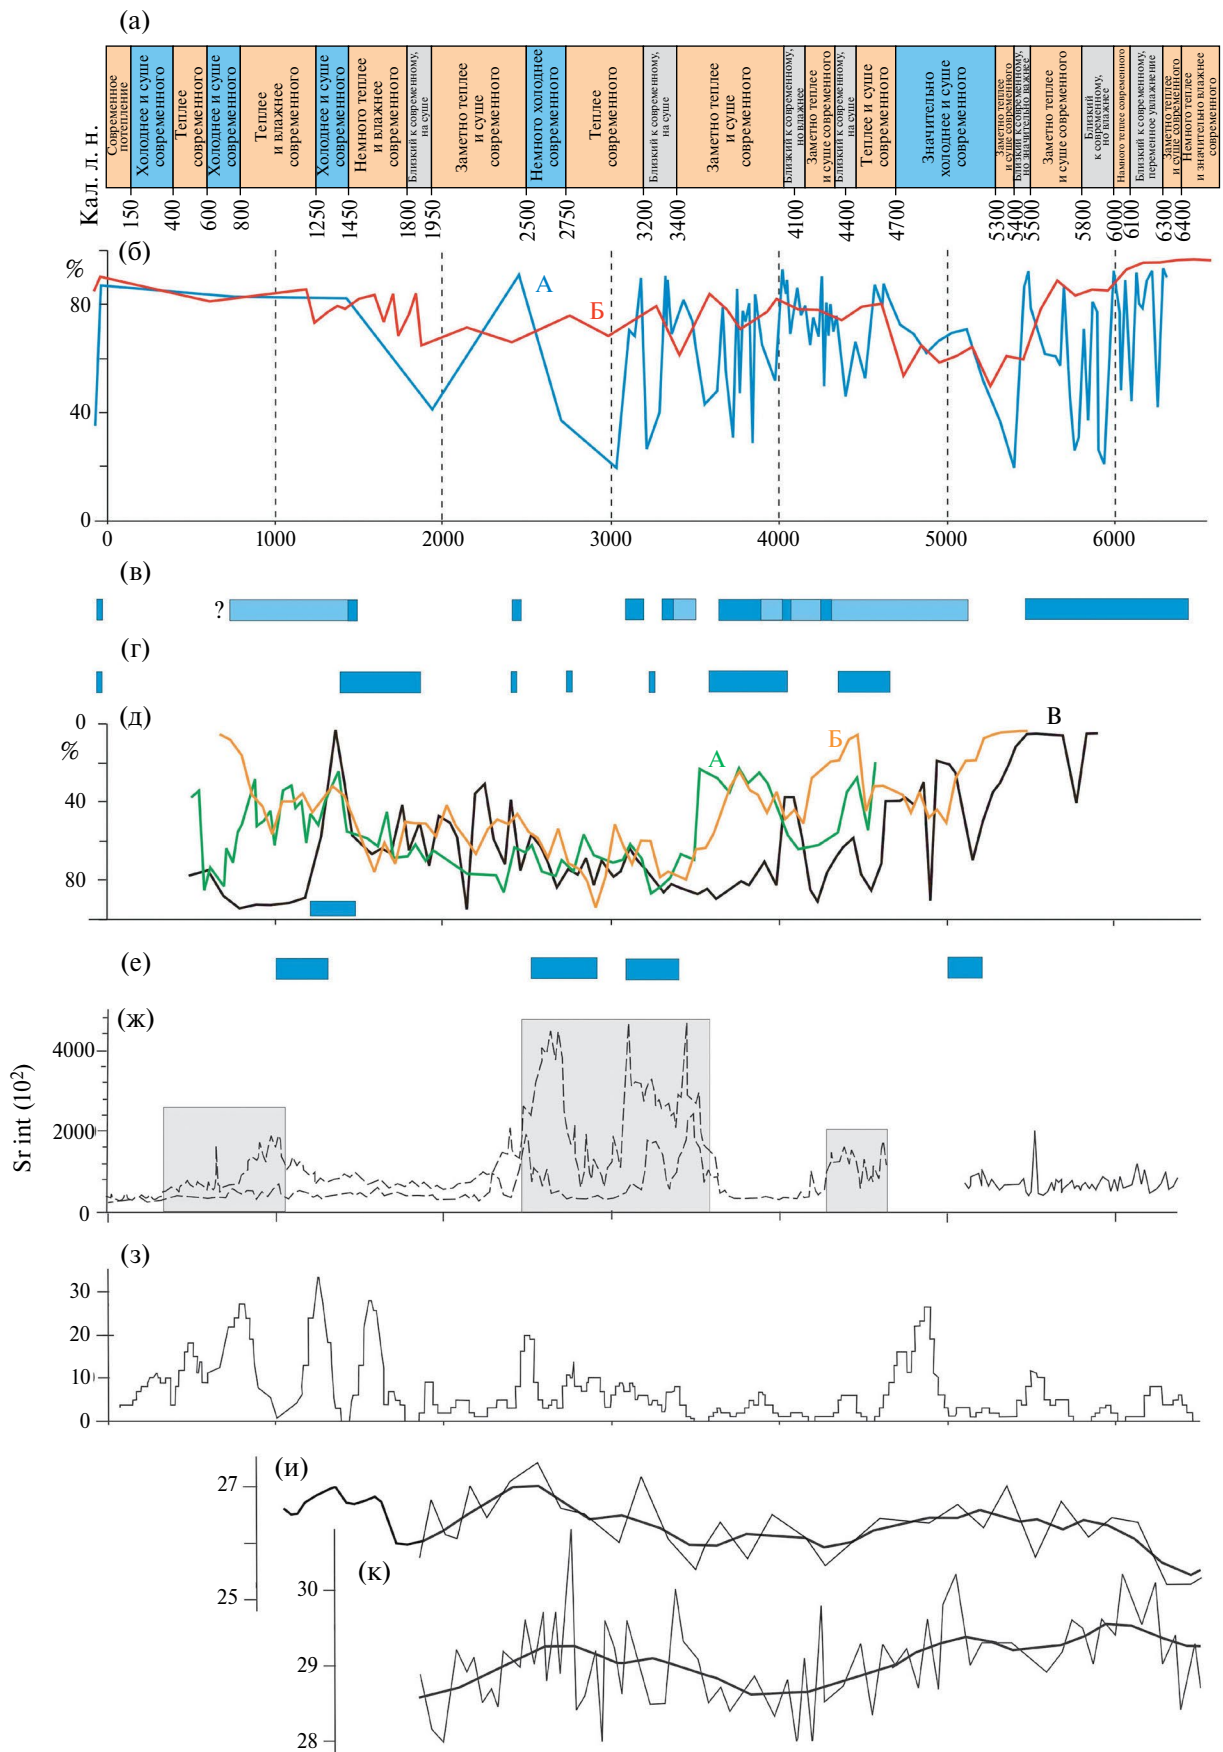 (а)
Кал. л. н.
Современное
потепление
Холоднее и суше
современного
Теплее
современного
Холоднее и суше
современного
Теплее
и влажнее
современного
Холоднее и суше
современного
Немного теплее
и влажнее
современного
Близкий к современному,
на суше
Заметно теплее
и суше
современного
Немного холоднее
современного
Теплее
современного
Близкий к современному,
на суше
Заметно теплее
и суше
современного
Близкий к современному,
но влажнее
Заметно теплее
и суше современного
Близкий к современному,
на суше
Теплее и суше
современного
Значительно
холоднее и суше
современного
Заметно теплее
и суше современного
Близкий к современному,
но значительно влажнее
Заметно теплее
и суше современного
Близкий
к современному,
но влажнее
Намного теплее современного
Близкий к современному,
переменное увлажнение
Заметно теплее
и суше современного
Немного теплее
и значительно влажнее
современного
150
400
600
800
1250
1450
1800
1950
2500
2750
3200
3400
4100
4400
4700
5300
5400
5500
5800
6000
6100
6300
6400
(б)
%
80
40
0
А
Б
0
1000
2000
3000
4000
5000
6000
(в)
?
(г)
(д)
0
%
40
80
А
Б
В
(е)
(ж)
Sr int (10²)
4000
2000
0
(з)
30
20
10
0
(и)
27
25
(к)
30
29
28